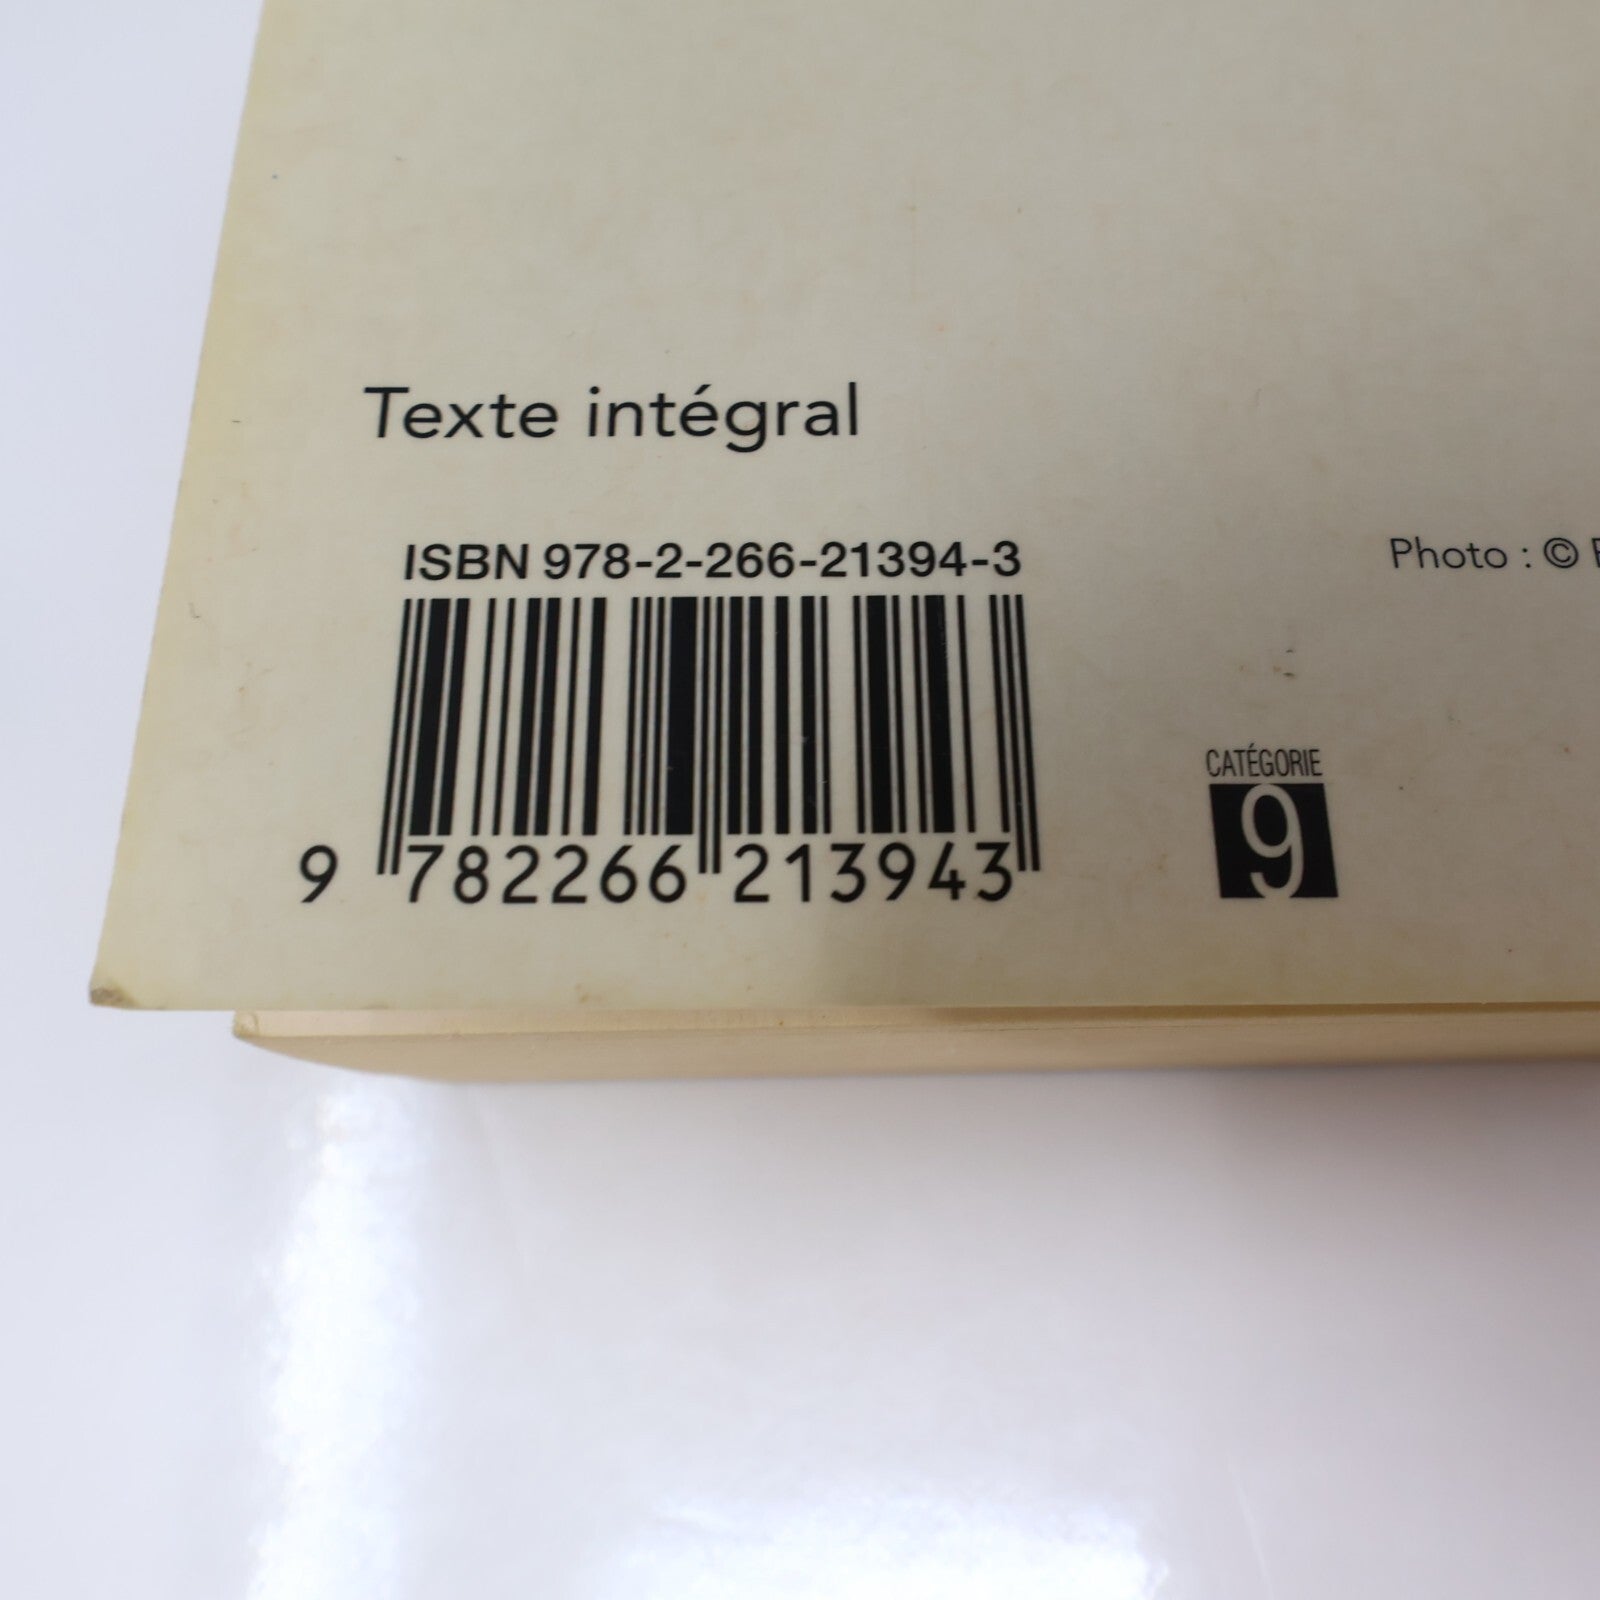 Texte intégral
ISBN 978-2-266-21394-3
Photo : ©
9 782266 213943
CATÉGORIE
9